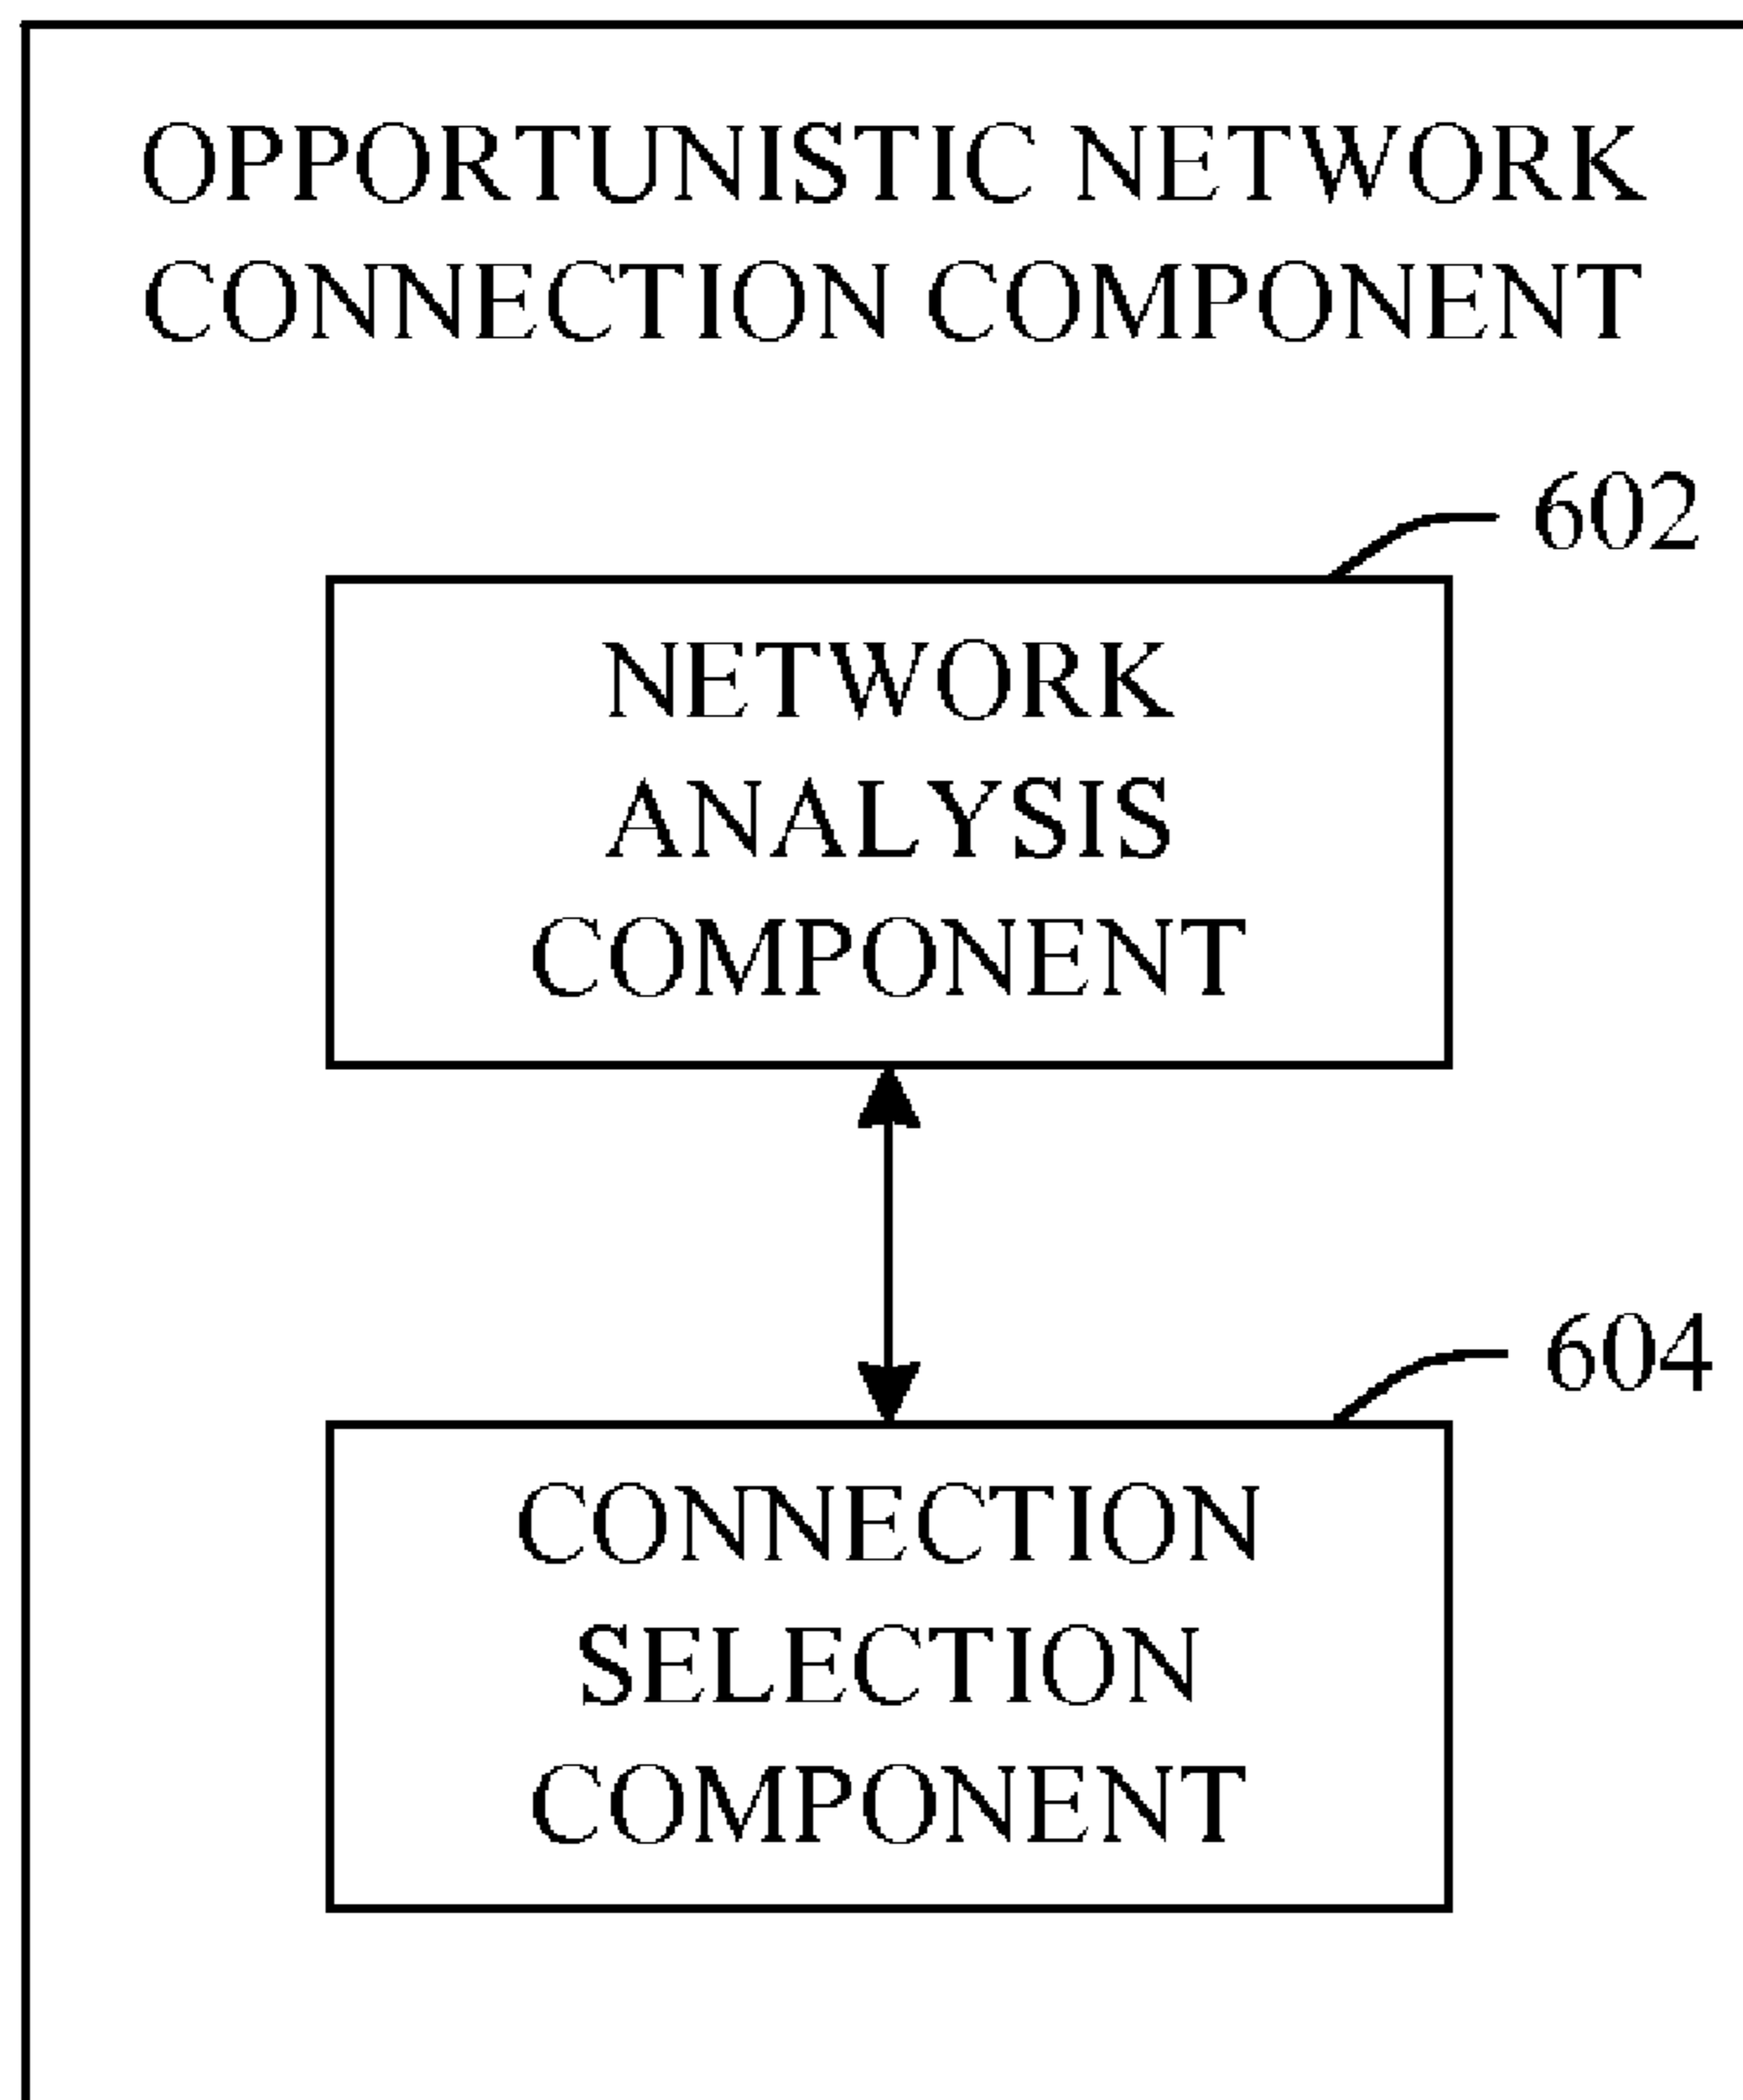 OPPORTUNISTIC NETWORK
CONNECTION COMPONENT
602
NETWORK
ANALYSIS
COMPONENT
604
CONNECTION
SELECTION
COMPONENT